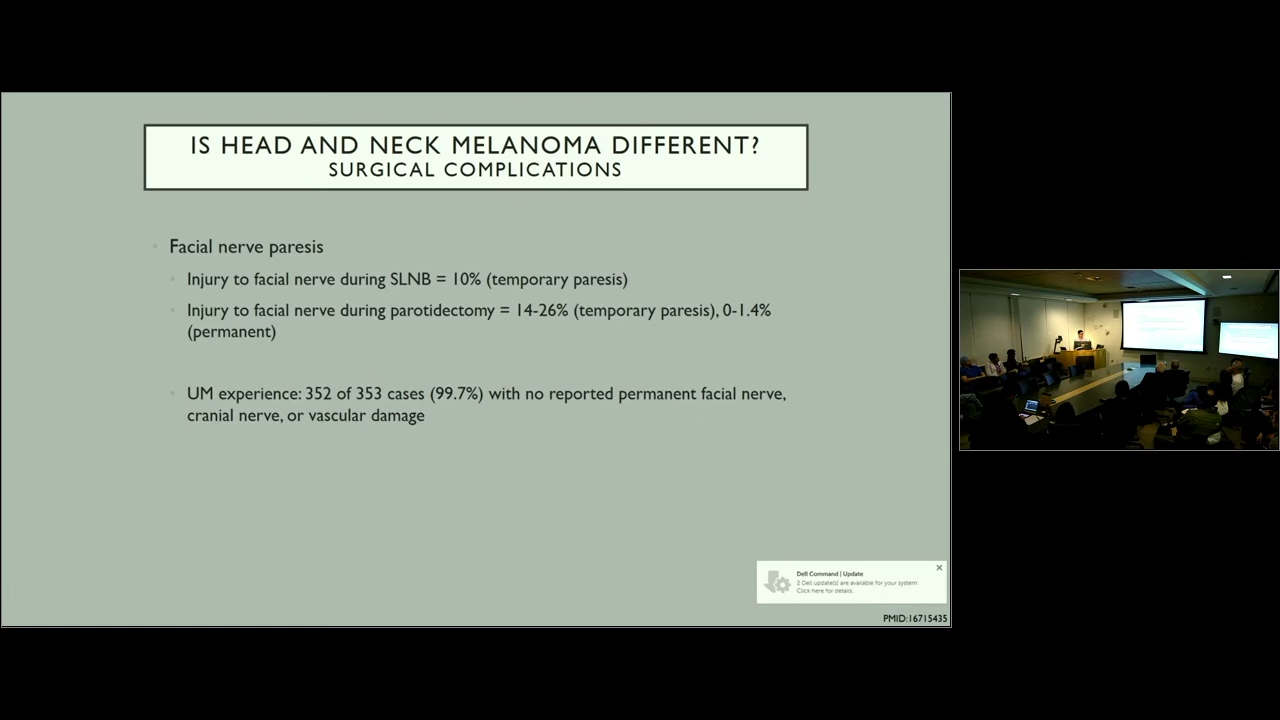 IS HEAD AND NECK MELANOMA DIFFERENT?
SURGICAL COMPLICATIONS
Facial nerve paresis
Injury to facial nerve during SLNB = 10% (temporary paresis)
Injury to facial nerve during parotidectomy = 14-26% (temporary paresis), 0-1.4%
(permanent)
UM experience: 352 of 353 cases (99.7%) with no reported permanent facial nerve,
cranial nerve, or vascular damage
Dell Command | Update
2 Dell update(s) are available for your system
Click here for details.
PMID:16715435